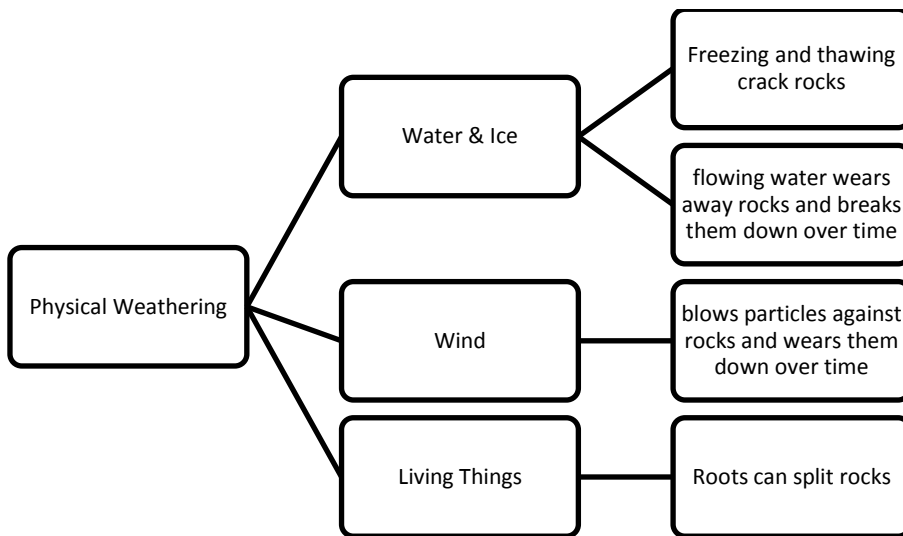 Physical Weathering
Water & Ice
Freezing and thawing
crack rocks
flowing water wears
away rocks and breaks
them down over time
Wind
blows particles against
rocks and wears them
down over time
Living Things
Roots can split rocks